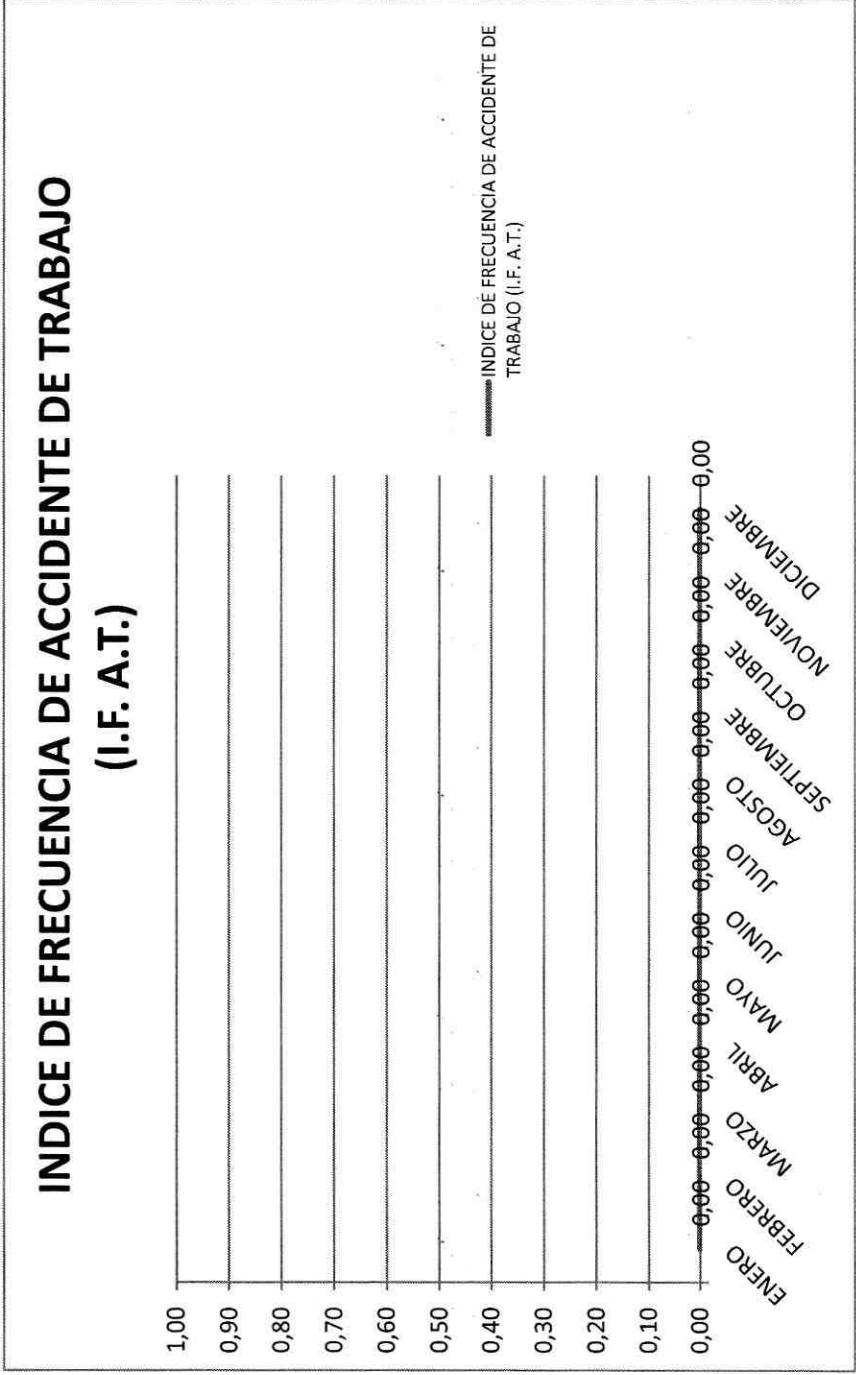 INDICE DE FRECUENCIA DE ACCIDENTE DE TRABAJO
(I.F. A.T.)
1,00
0,90
0,80
0,70
0,60
0,50
0,40
0,30
0,20
0,10
0,00
0,00 0,00 0,00 0,00 0,00 0,00 0,00 0,00 0,00 0,00 0,00 0,00
ENERO
FEBRERO
MARZO
ABRIL
MAYO
JUNIO
JULIO
AGOSTO
SEPTIEMBRE
OCTUBRE
NOVIEMBRE
DICIEMBRE
INDICE DE FRECUENCIA DE ACCIDENTE DE
TRABAJO (I.F. A.T.)